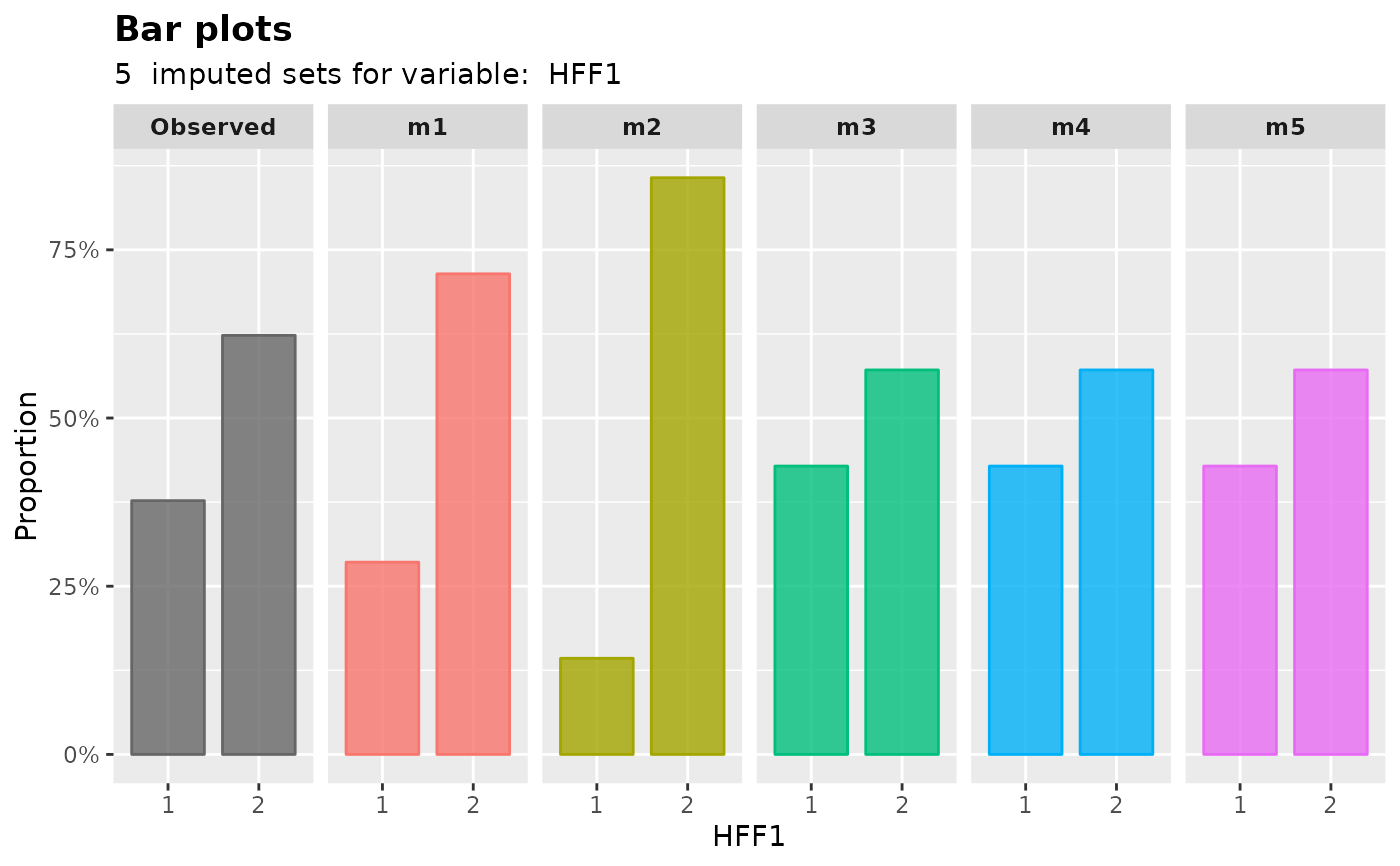 Bar plots
5  imputed sets for variable:  HFF1
Observed m1 m2 m3 m4 m5
75%
50%
25%
0%
Proportion
1 2 1 2 1 2 1 2 1 2 1 2
HFF1